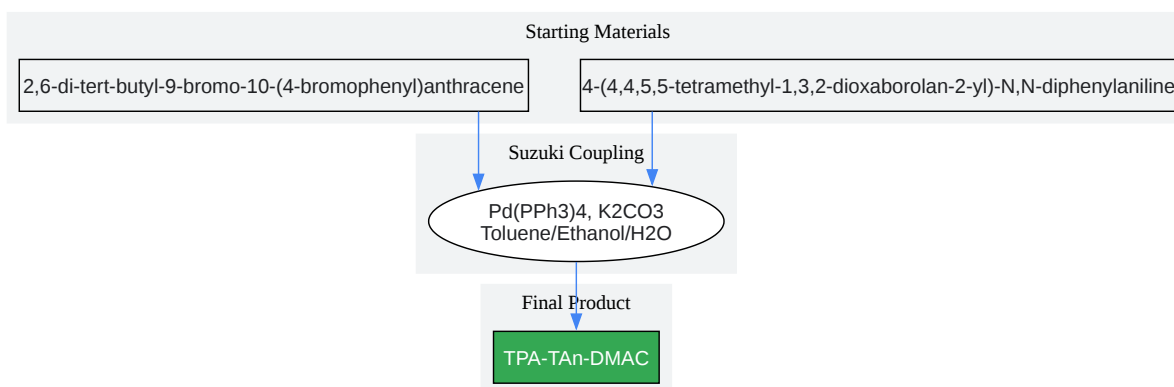 Starting Materials
2,6-di-tert-butyl-9-bromo-10-(4-bromophenyl)anthracene
4-(4,4,5,5-tetramethyl-1,3,2-dioxaborolan-2-yl)-N,N-diphenylaniline
Suzuki Coupling
Pd(PPh3)4, K2CO3
Toluene/Ethanol/H2O
Final Product
TPA-TAn-DMAC